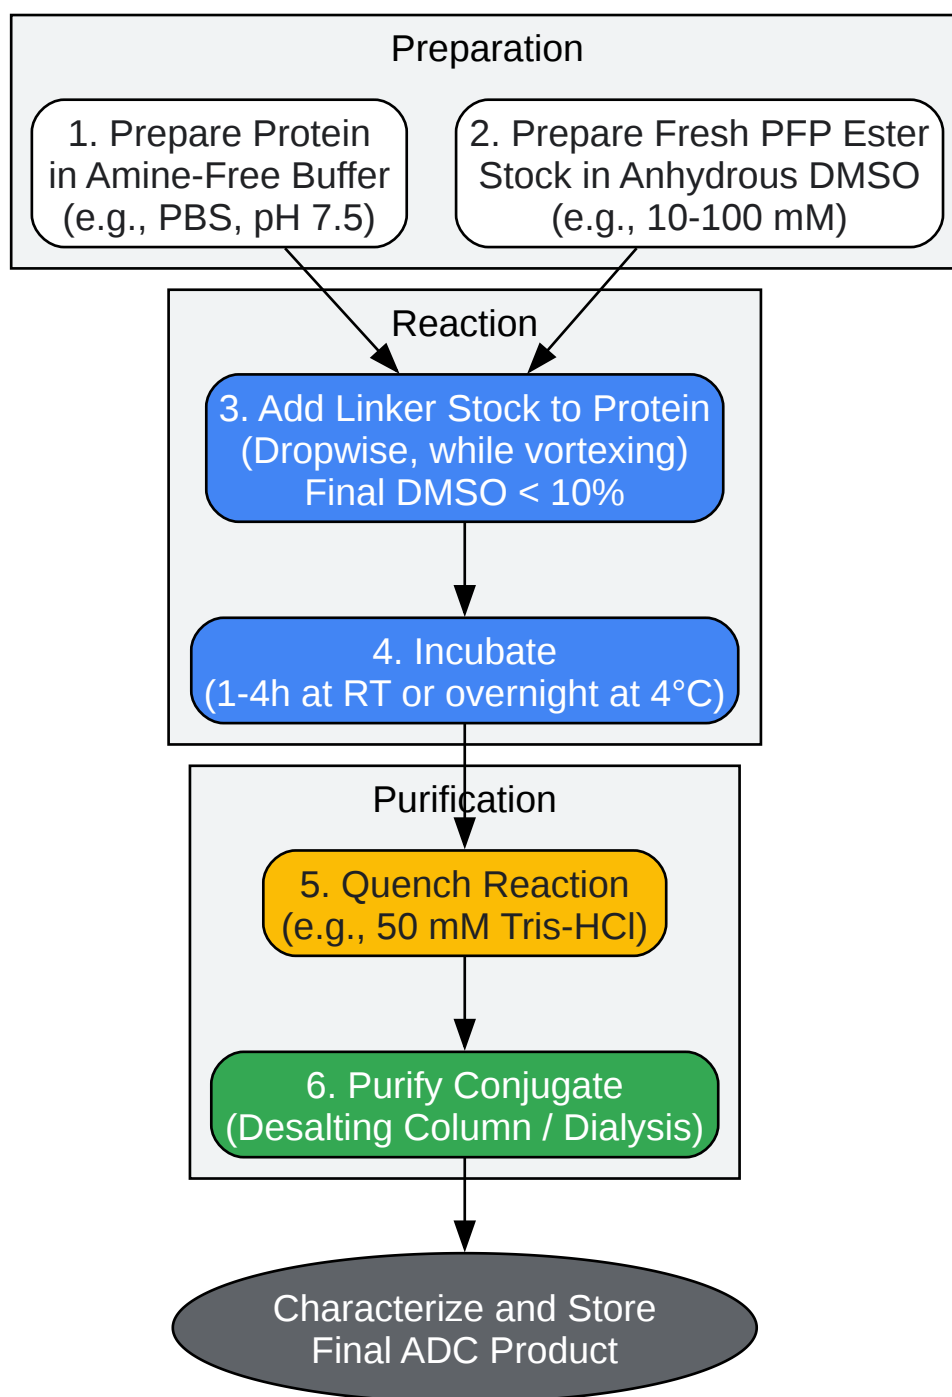 Preparation
1. Prepare Protein
in Amine-Free Buffer
(e.g., PBS, pH 7.5)
2. Prepare Fresh PFP Ester
Stock in Anhydrous DMSO
(e.g., 10-100 mM)
Reaction
3. Add Linker Stock to Protein
(Dropwise, while vortexing)
Final DMSO < 10%
4. Incubate
(1-4h at RT or overnight at 4°C)
Purification
5. Quench Reaction
(e.g., 50 mM Tris-HCl)
6. Purify Conjugate
(Desalting Column / Dialysis)
Characterize and Store
Final ADC Product